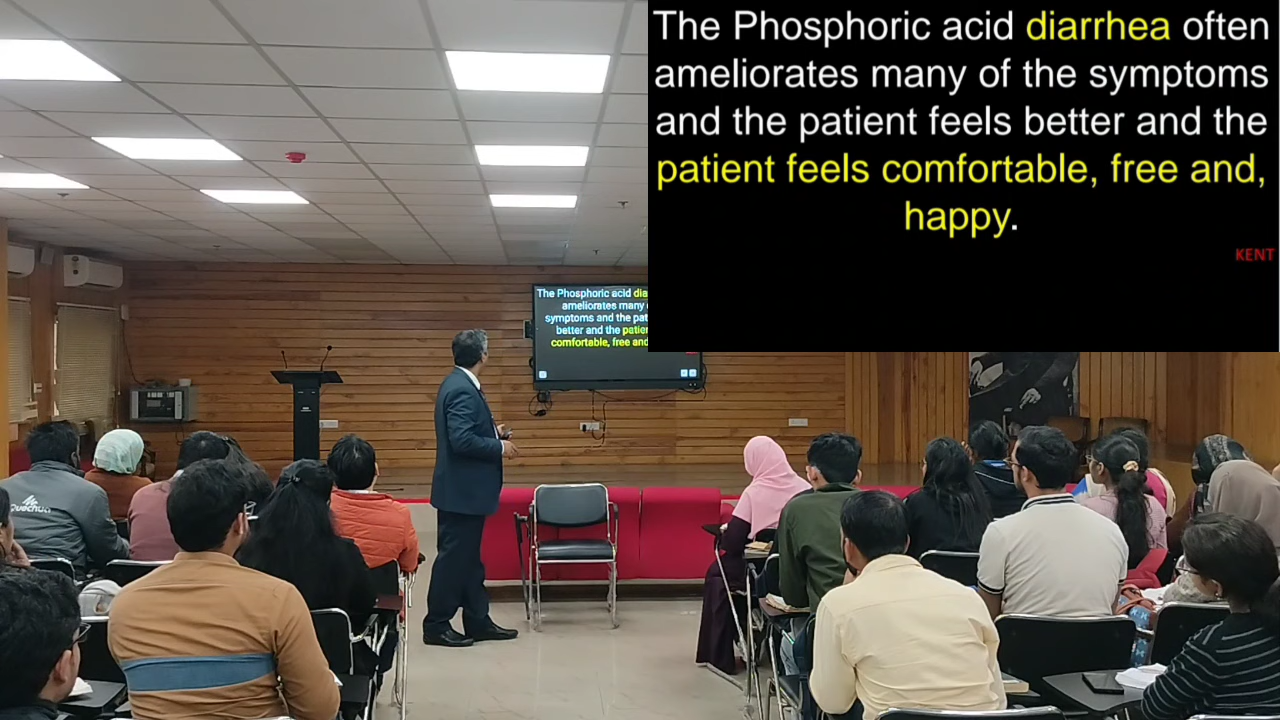 The Phosphoric acid diarrhea often
ameliorates many of the symptoms
and the patient feels better and the
patient feels comfortable, free and,
happy.
KENT
The Phosphoric acid dia
ameliorates many
symptoms and the pat
better and the patie
comfortable, free and
Quechua